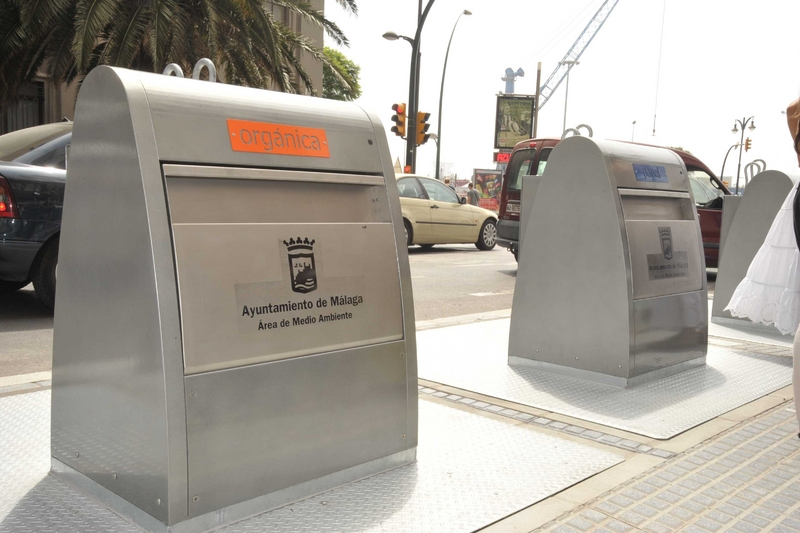 orgánica
Ayuntamiento de Málaga
Área de Medio Ambiente